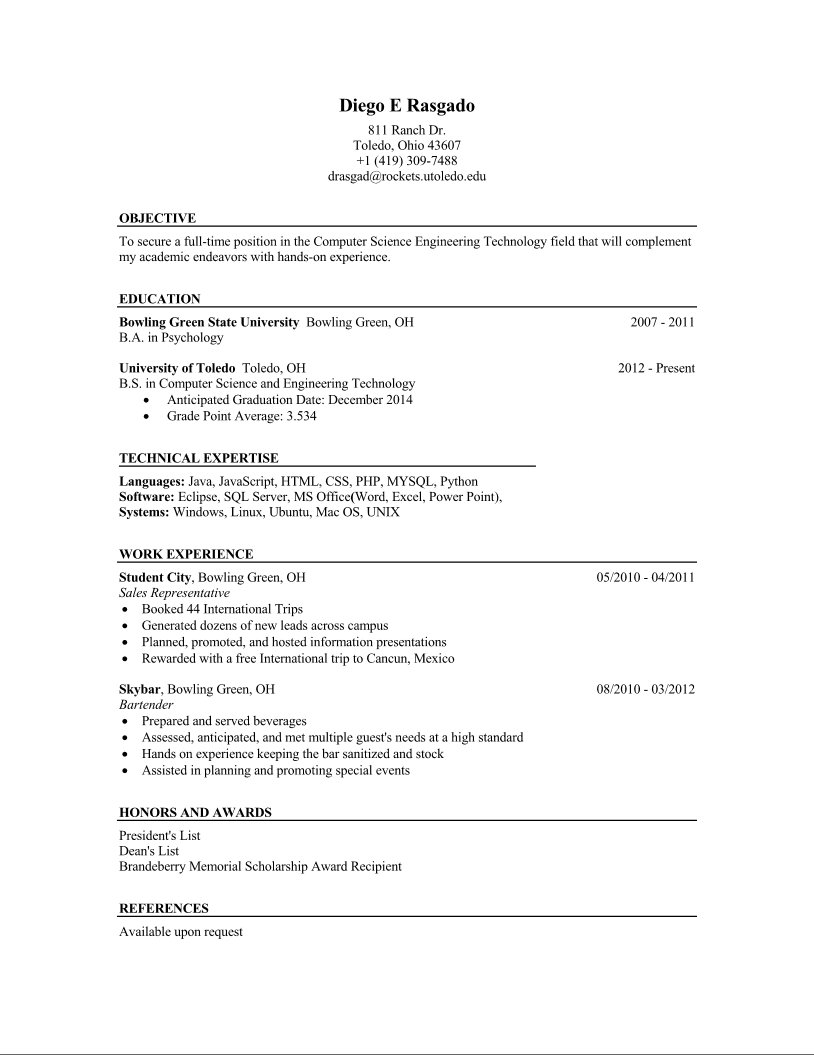 Diego E Rasgado
811 Ranch Dr.
Toledo, Ohio 43607
+1 (419) 309-7488
drasgad@rockets.utoledo.edu
OBJECTIVE
To secure a full-time position in the Computer Science Engineering Technology field that will complement
my academic endeavors with hands-on experience.
EDUCATION
Bowling Green State University Bowling Green, OH 2007 - 2011
B.A. in Psychology
University of Toledo Toledo, OH 2012 - Present
B.S. in Computer Science and Engineering Technology
• Anticipated Graduation Date: December 2014
• Grade Point Average: 3.534
TECHNICAL EXPERTISE
Languages: Java, JavaScript, HTML, CSS, PHP, MYSQL, Python
Software: Eclipse, SQL Server, MS Office(Word, Excel, Power Point),
Systems: Windows, Linux, Ubuntu, Mac OS, UNIX
WORK EXPERIENCE
Student City, Bowling Green, OH 05/2010 - 04/2011
Sales Representative
• Booked 44 International Trips
• Generated dozens of new leads across campus
• Planned, promoted, and hosted information presentations
• Rewarded with a free International trip to Cancun, Mexico
Skybar, Bowling Green, OH 08/2010 - 03/2012
Bartender
• Prepared and served beverages
• Assessed, anticipated, and met multiple guest's needs at a high standard
• Hands on experience keeping the bar sanitized and stock
• Assisted in planning and promoting special events
HONORS AND AWARDS
President's List
Dean's List
Brandeberry Memorial Scholarship Award Recipient
REFERENCES
Available upon request